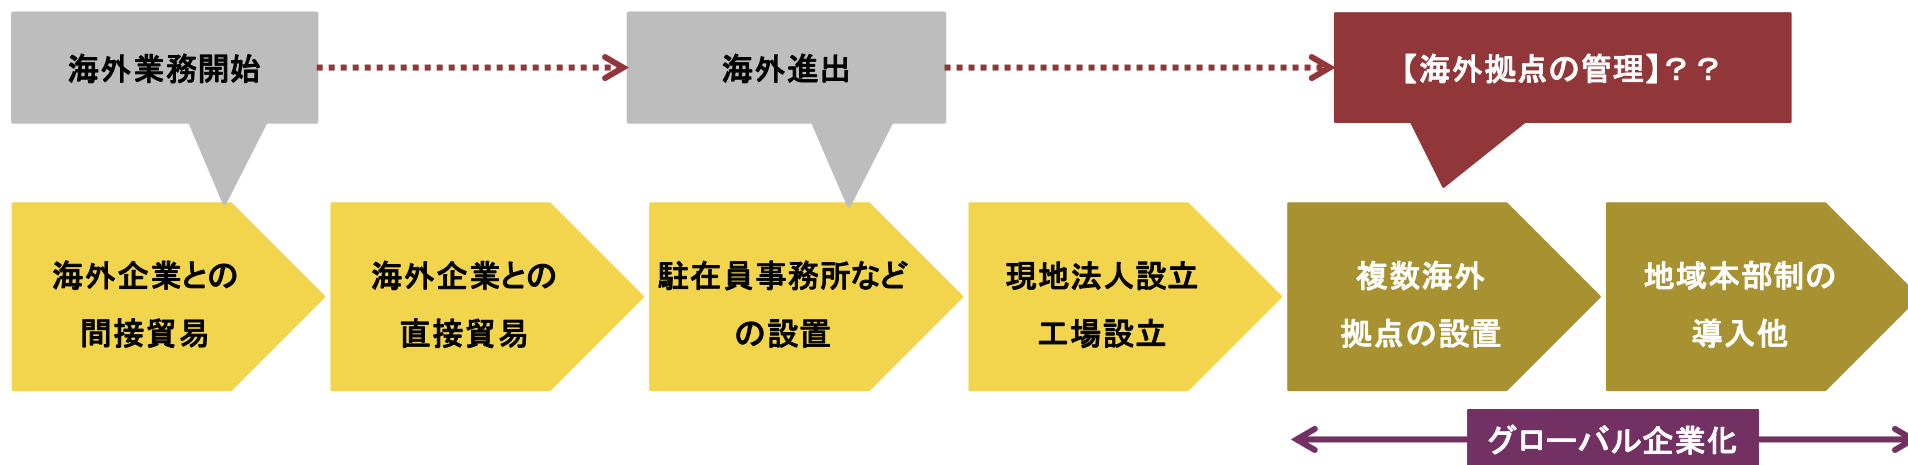 海外業務開始
海外進出
【海外拠点の管理】？？
海外企業との
間接貿易
海外企業との
直接貿易
駐在員事務所など
の設置
現地法人設立
工場設立
複数海外
拠点の設置
地域本部制の
導入他
グローバル企業化